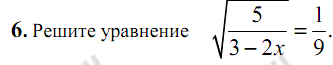 6. Решите уравнение √(5/(3 − 2x)) = 1/9.